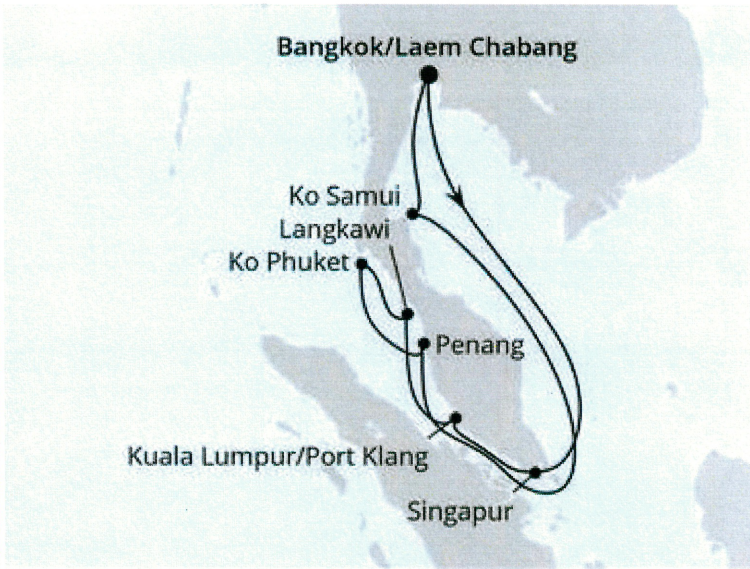 Bangkok/Laem Chabang
Ko Samui
Langkawi
Ko Phuket
Penang
Kuala Lumpur/Port Klang
Singapur